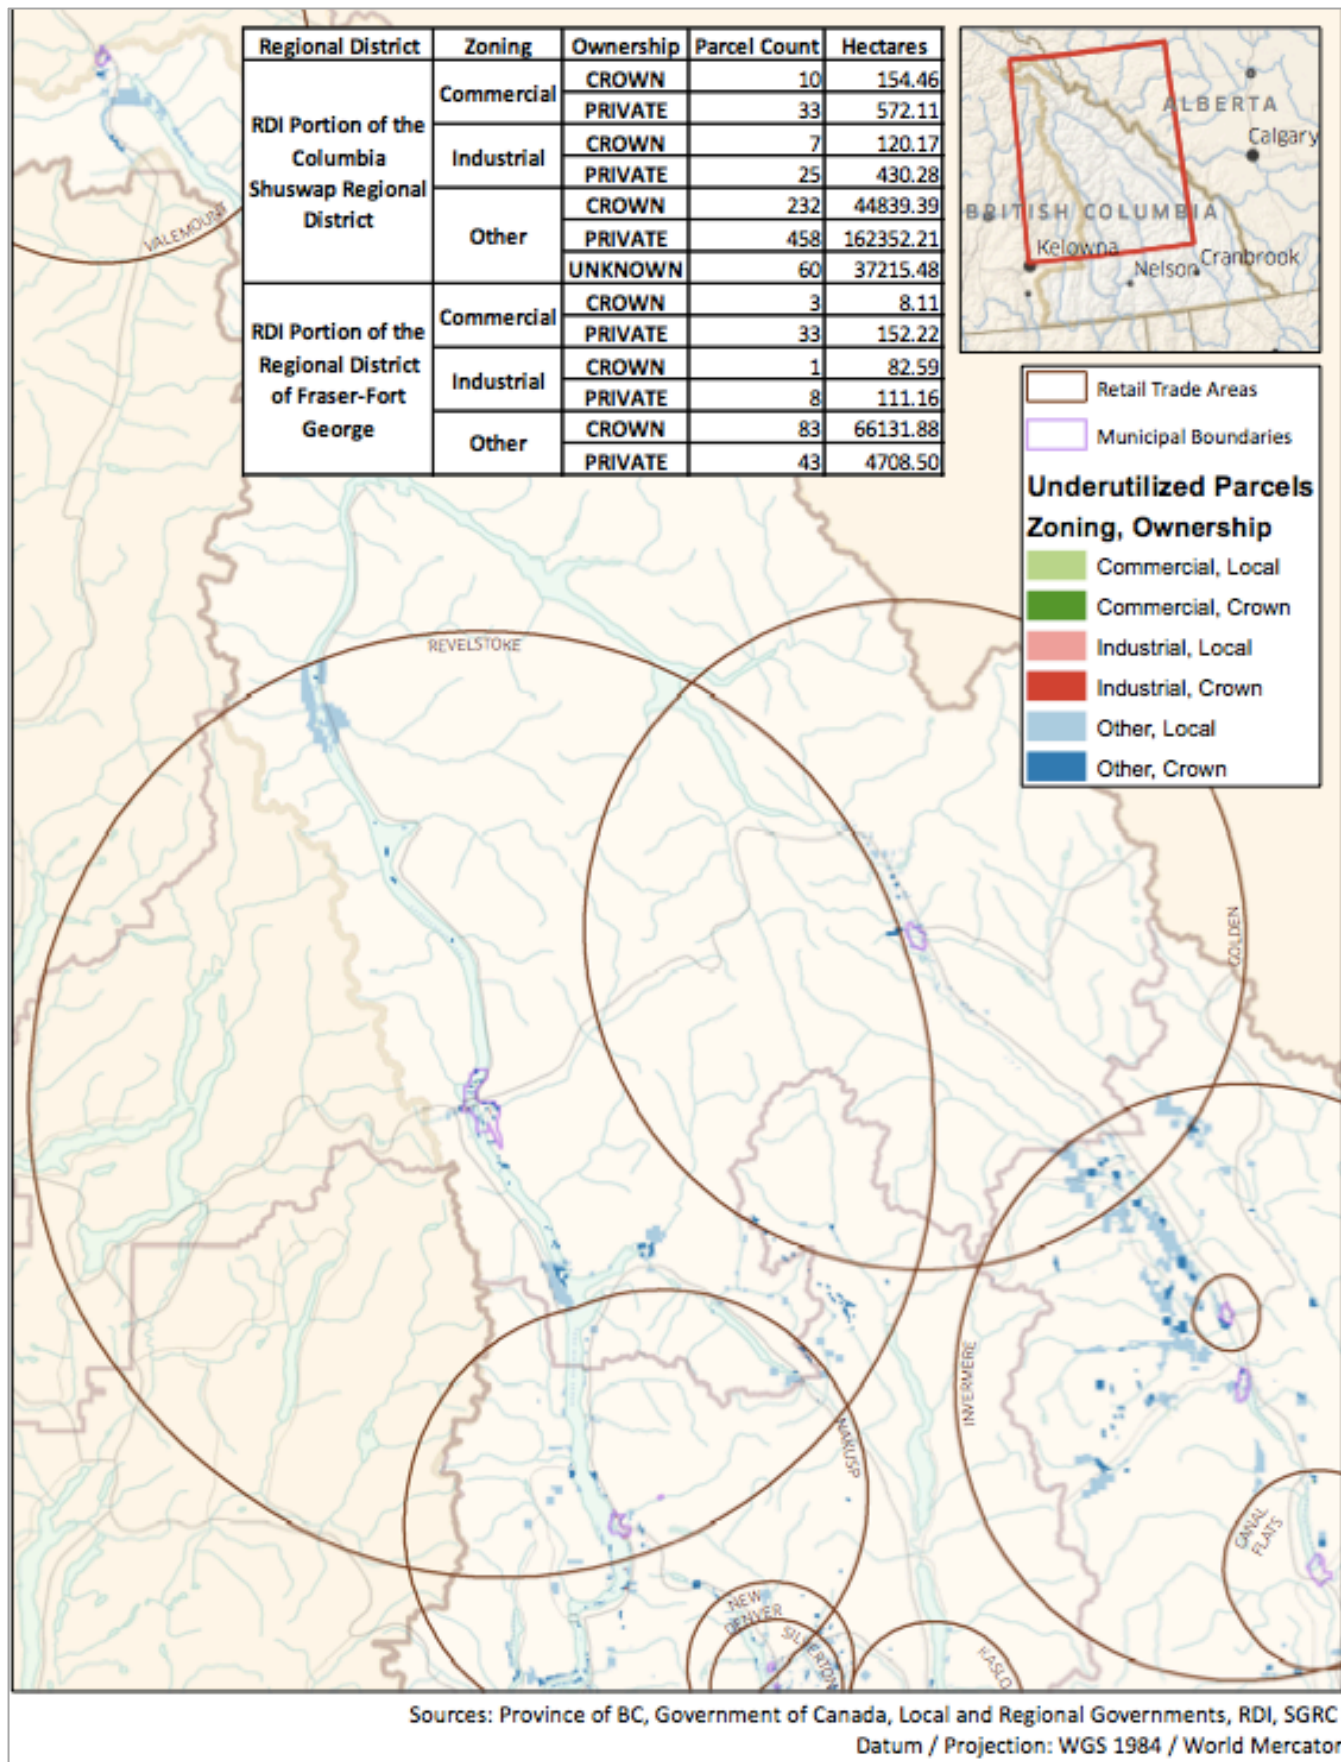 Regional District Zoning Ownership Parcel Count Hectares
RDI Portion of the Columbia Shuswap Regional District Commercial CROWN 10 154.46
PRIVATE 33 572.11
Industrial CROWN 7 120.17
PRIVATE 25 430.28
Other CROWN 232 44839.39
PRIVATE 458 162352.21
UNKNOWN 60 37215.48
RDI Portion of the Regional District of Fraser-Fort George Commercial CROWN 3 8.11
PRIVATE 33 152.22
Industrial CROWN 1 82.59
PRIVATE 8 111.16
Other CROWN 83 66131.88
PRIVATE 43 4708.50
ALBERTA
Calgary
BRITISH COLUMBIA
Kelowna
Nelson
Cranbrook
Retail Trade Areas
Municipal Boundaries
Underutilized Parcels
Zoning, Ownership
Commercial, Local
Commercial, Crown
Industrial, Local
Industrial, Crown
Other, Local
Other, Crown
VALEMOUNT
REVELSTOKE
GOLDEN
INVERMERE
NAKUSP
CANAL
FLATS
NEW
DENVER
SILVERTON
KASLO
Sources: Province of BC, Government of Canada, Local and Regional Governments, RDI, SGRC
Datum / Projection: WGS 1984 / World Mercator